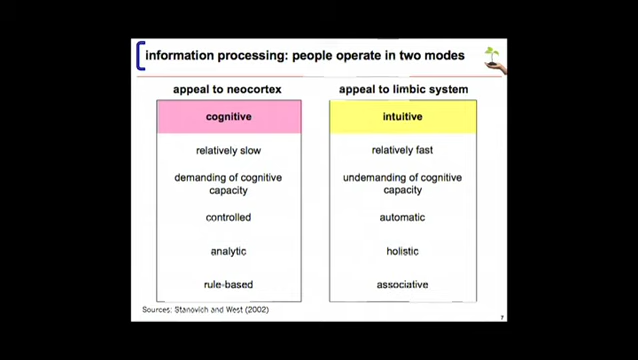 information processing: people operate in two modes
appeal to neocortex
cognitive
relatively slow
demanding of cognitive
capacity
controlled
analytic
rule-based
appeal to limbic system
intuitive
relatively fast
undemanding of cognitive
capacity
automatic
holistic
associative
Sources: Stanovich and West (2002)
7